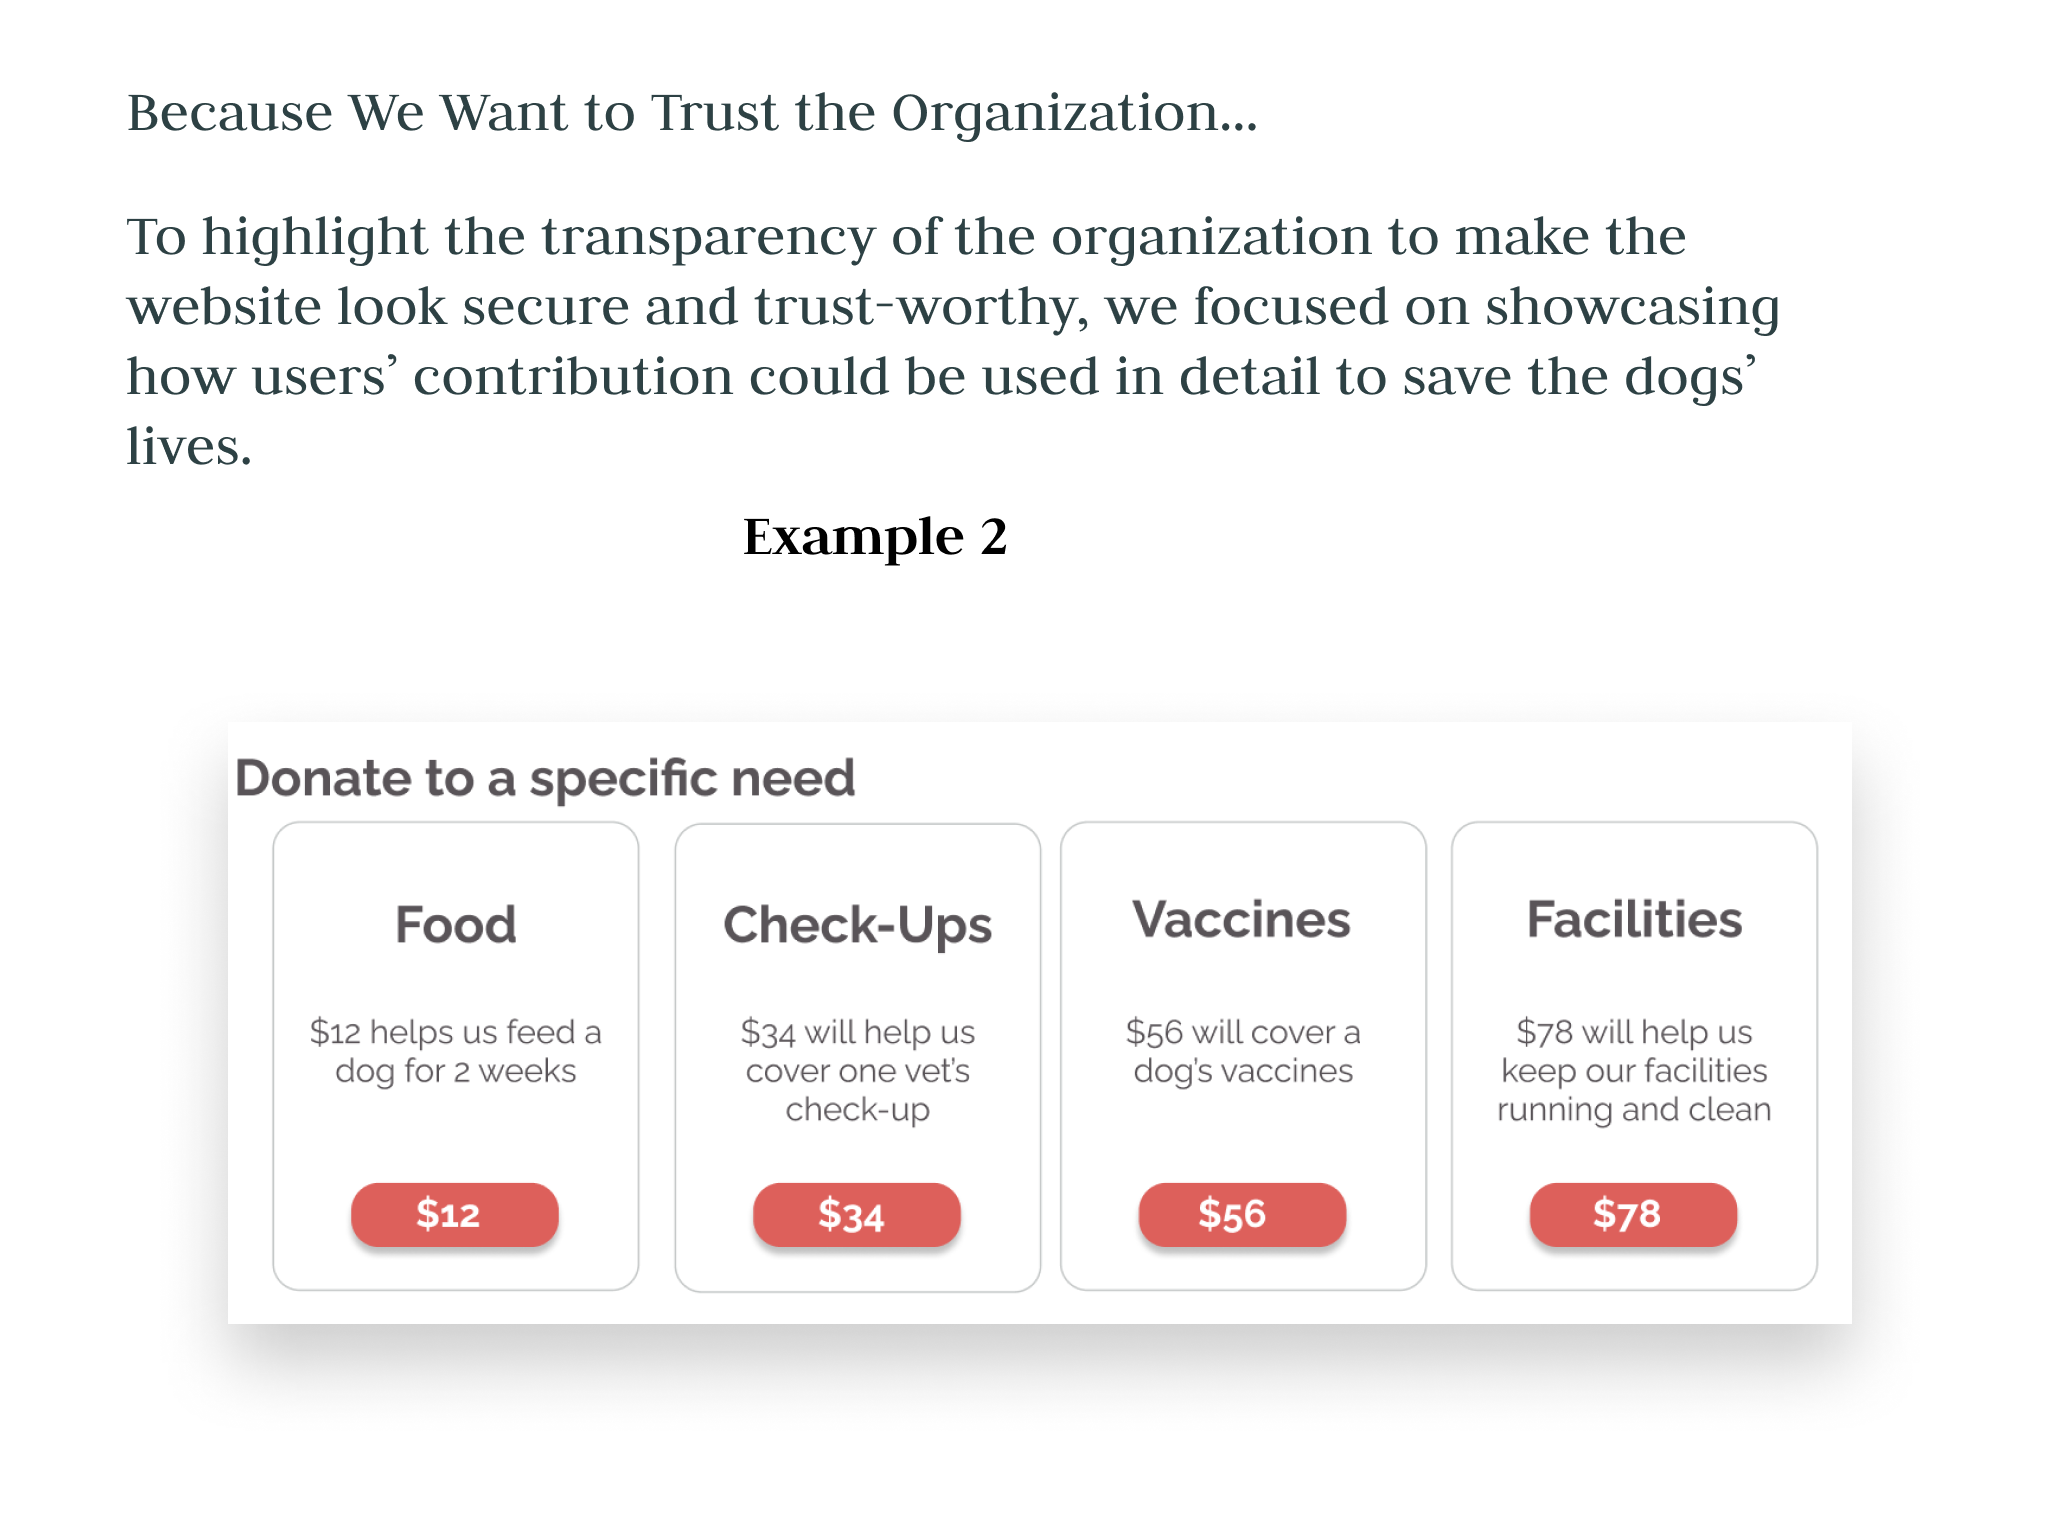 Because We Want to Trust the Organization...
To highlight the transparency of the organization to make the
website look secure and trust-worthy, we focused on showcasing
how users’ contribution could be used in detail to save the dogs’
lives.
Example 2
Donate to a specific need
Food
$12 helps us feed a
dog for 2 weeks
$12
Check-Ups
$34 will help us
cover one vet's
check-up
$34
Vaccines
$56 will cover a
dog's vaccines
$56
Facilities
$78 will help us
keep our facilities
running and clean
$78